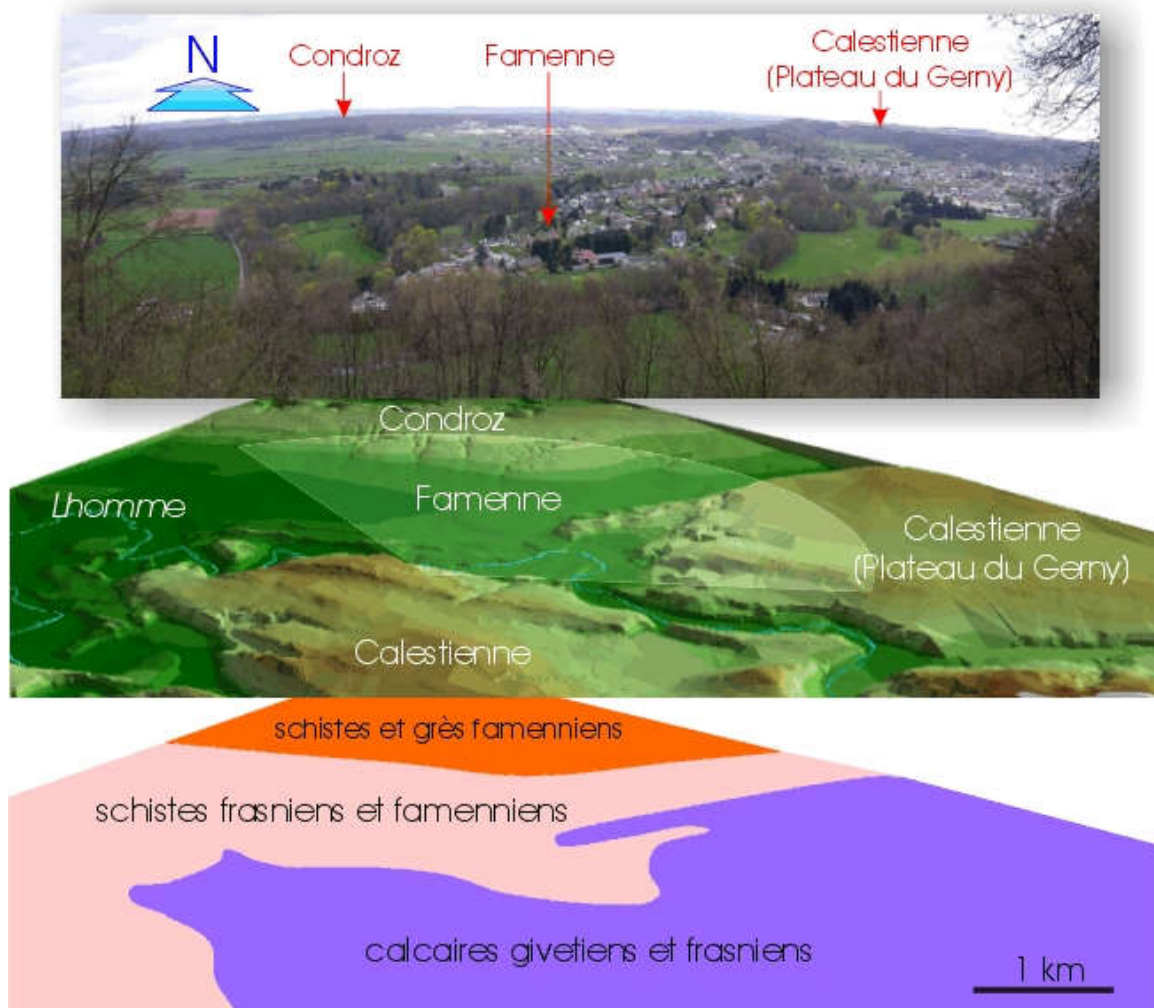 N
Condroz
Famenne
Calestienne
(Plateau du Gerny)
Condroz
Lhomme
Famenne
Calestienne
(Plateau du Gerny)
Calestienne
schistes et grès famenniens
schistes frasniens et famenniens
calcaires givetiens et frasniens
1 km